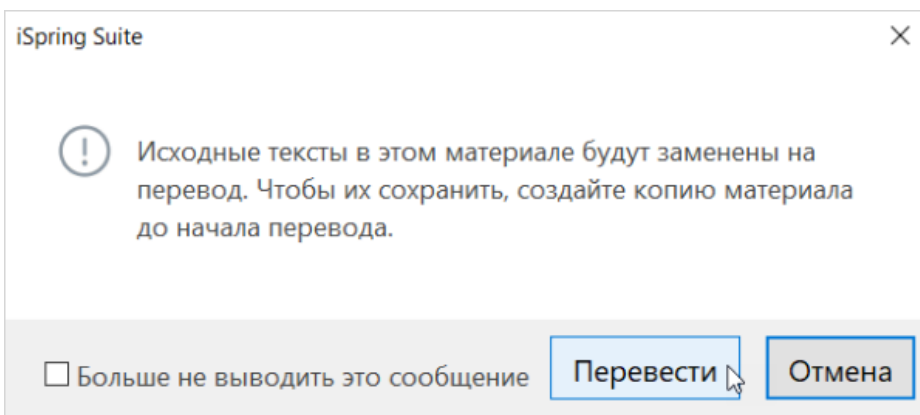 iSpring Suite
Исходные тексты в этом материале будут заменены на
перевод. Чтобы их сохранить, создайте копию материала
до начала перевода.
Больше не выводить это сообщение
Перевести
Отмена